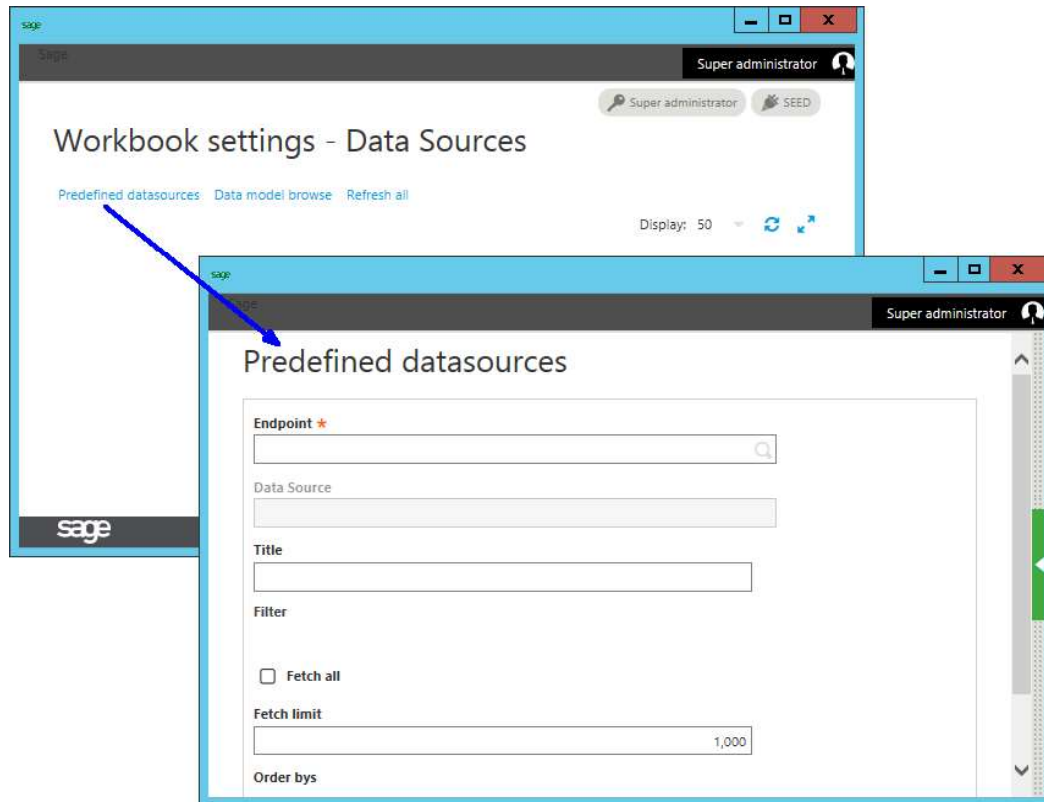 sage
Sage
Super administrator
Super administrator SEED
Workbook settings - Data Sources
Predefined datasources Data model browse Refresh all
Display: 50
sage
Sage
Super administrator
Predefined datasources
Endpoint *
Data Source
Title
Filter
Fetch all
Fetch limit
1,000
Order bys
sage